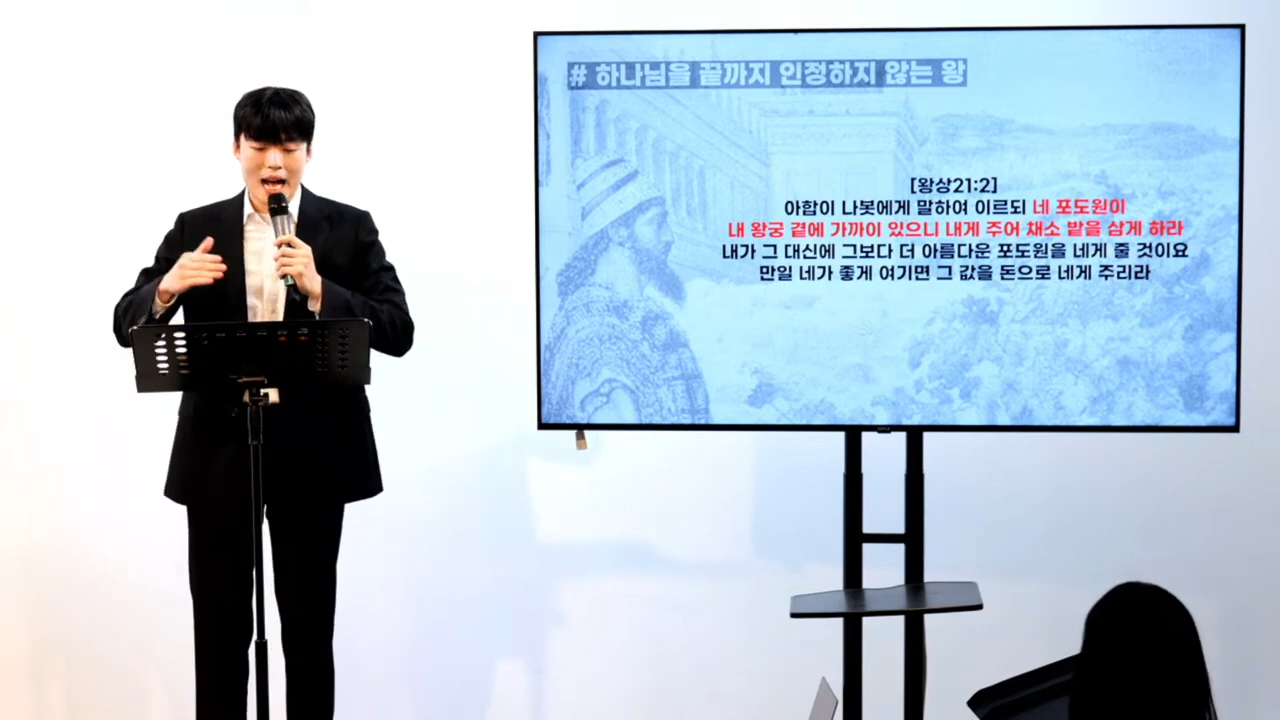 # 하나님을 끝까지 인정하지 않는 왕
[왕상21:2]
아합이 나봇에게 말하여 이르되 네 포도원이
내 왕궁 곁에 가까이 있으니 내게 주어 채소 밭을 삼게 하라
내가 그 대신에 그보다 더 아름다운 포도원을 네게 줄 것이요
만일 네가 좋게 여기면 그 값을 돈으로 네게 주리라